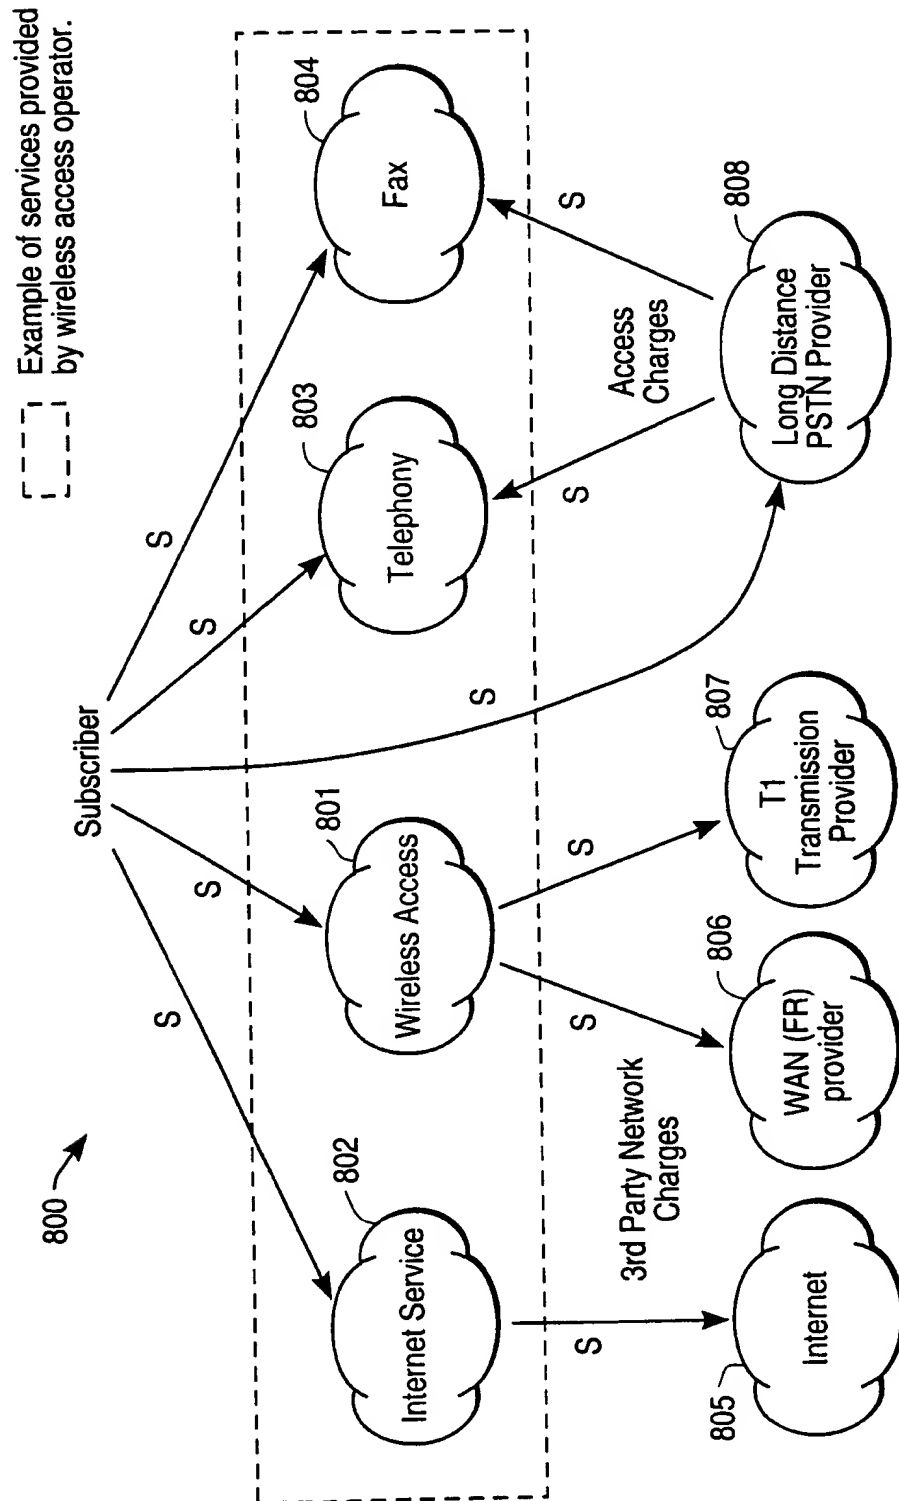 Example of services provided
by wireless access operator.
800
Subscriber
S
S
S
S
S
802
Internet Service
801
Wireless Access
803
Telephony
804
Fax
S
3rd Party Network
Charges
S
S
Access
Charges
S
S
805
Internet
806
WAN (FR)
provider
807
T1
Transmission
Provider
808
Long Distance
PSTN Provider